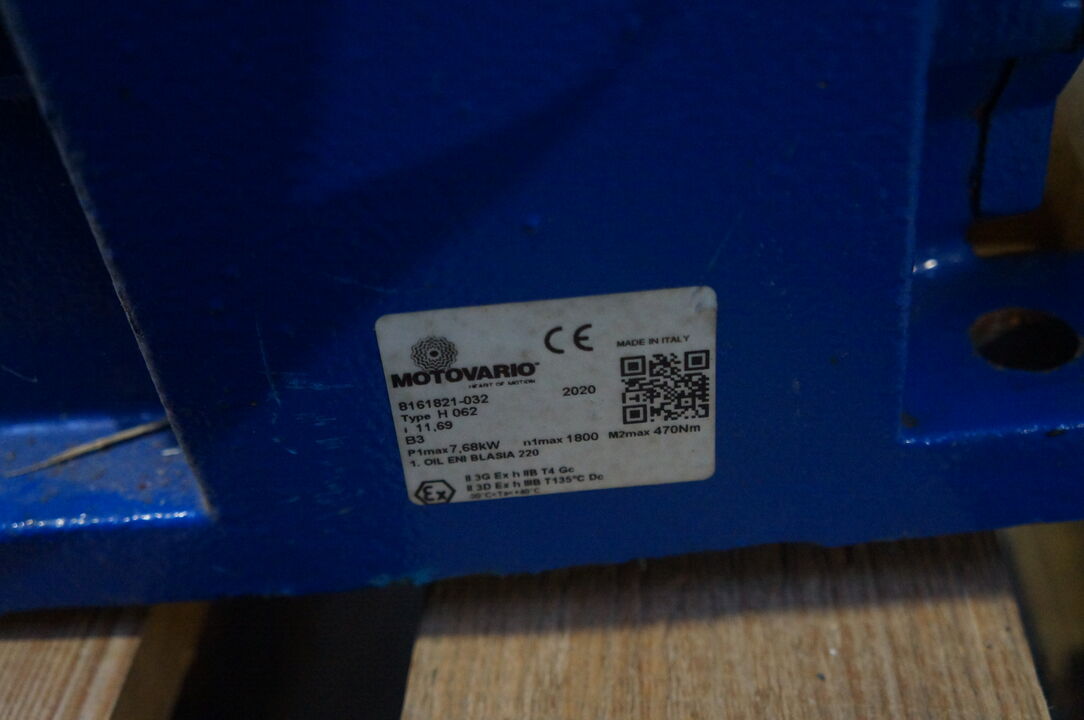 CE
MADE IN ITALY
MOTOVARIO™
HEART OF MOTION
8161821-032 2020
Type H 062
i 11,69
B3
P1max 7,68kW n1max 1800 M2max 470Nm
1. OIL ENI BLASIA 220
Ex
II 3G Ex h IIB T4 Gc
II 3D Ex h IIIB T135°C Dc